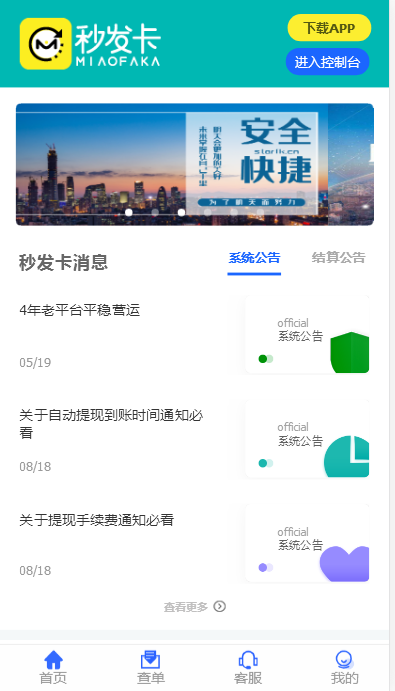 秒发卡
MIAOFAKA
下载APP
进入控制台
安全
快捷
为了明天而努力
秒发卡消息
系统公告
结算公告
4年老平台平稳营运
05/19
official
系统公告
关于自动提现到账时间通知必
看
08/18
official
系统公告
关于提现手续费通知必看
08/18
official
系统公告
查看更多
首页
查单
客服
我的